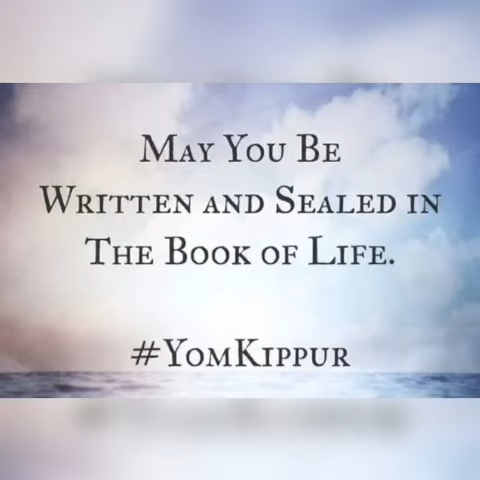 May You Be
Written and Sealed in
The Book of Life.
#YomKippur